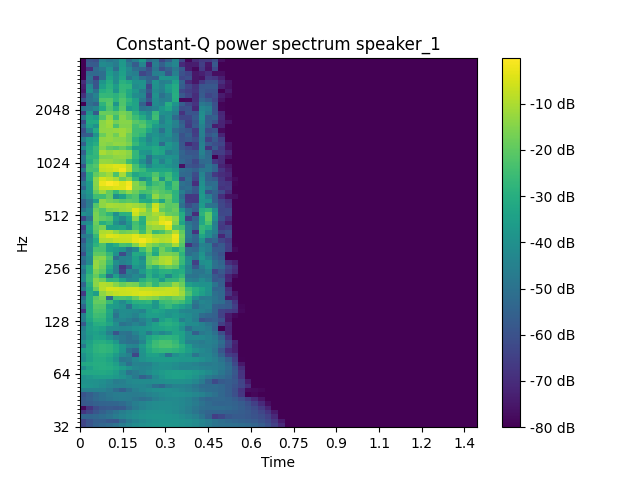 Constant-Q power spectrum speaker_1
2048
1024
512
256
128
64
32
Hz
0 0.15 0.3 0.45 0.6 0.75 0.9 1.1 1.2 1.4
Time
-10 dB
-20 dB
-30 dB
-40 dB
-50 dB
-60 dB
-70 dB
-80 dB